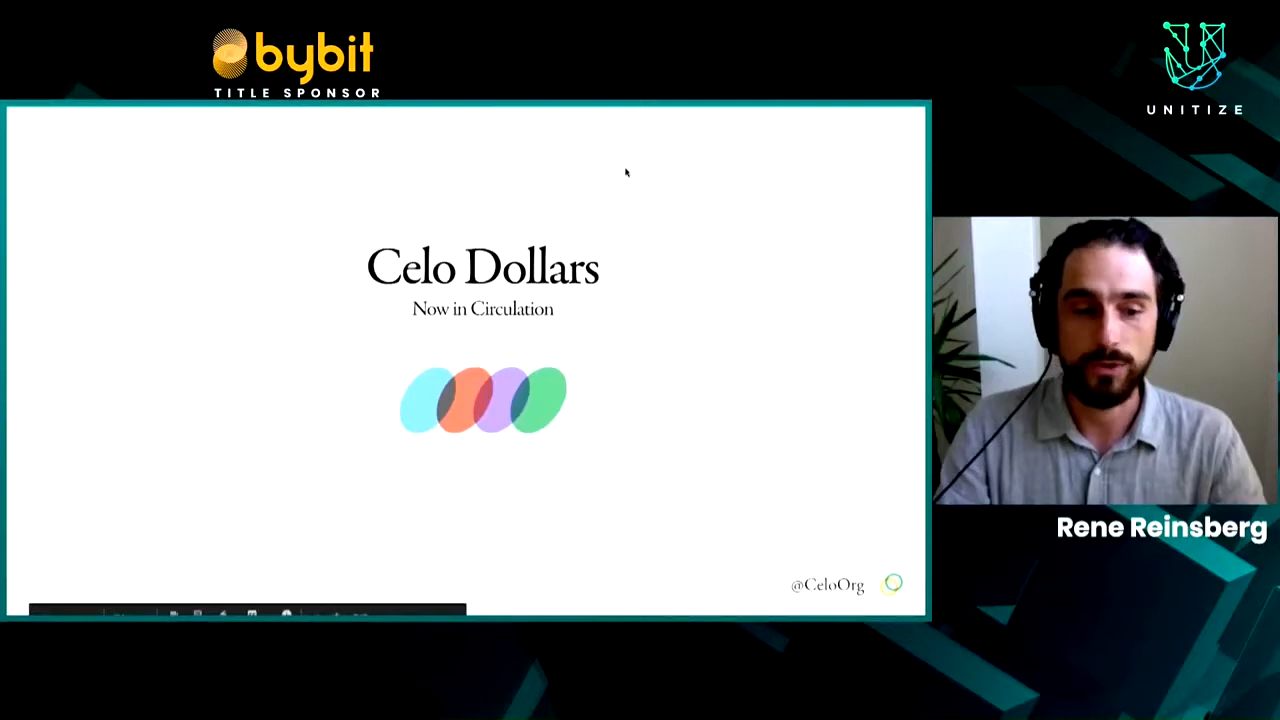 bybit
TITLE SPONSOR
UNITIZE
Celo Dollars
Now in Circulation
@CeloOrg
Rene Reinsberg